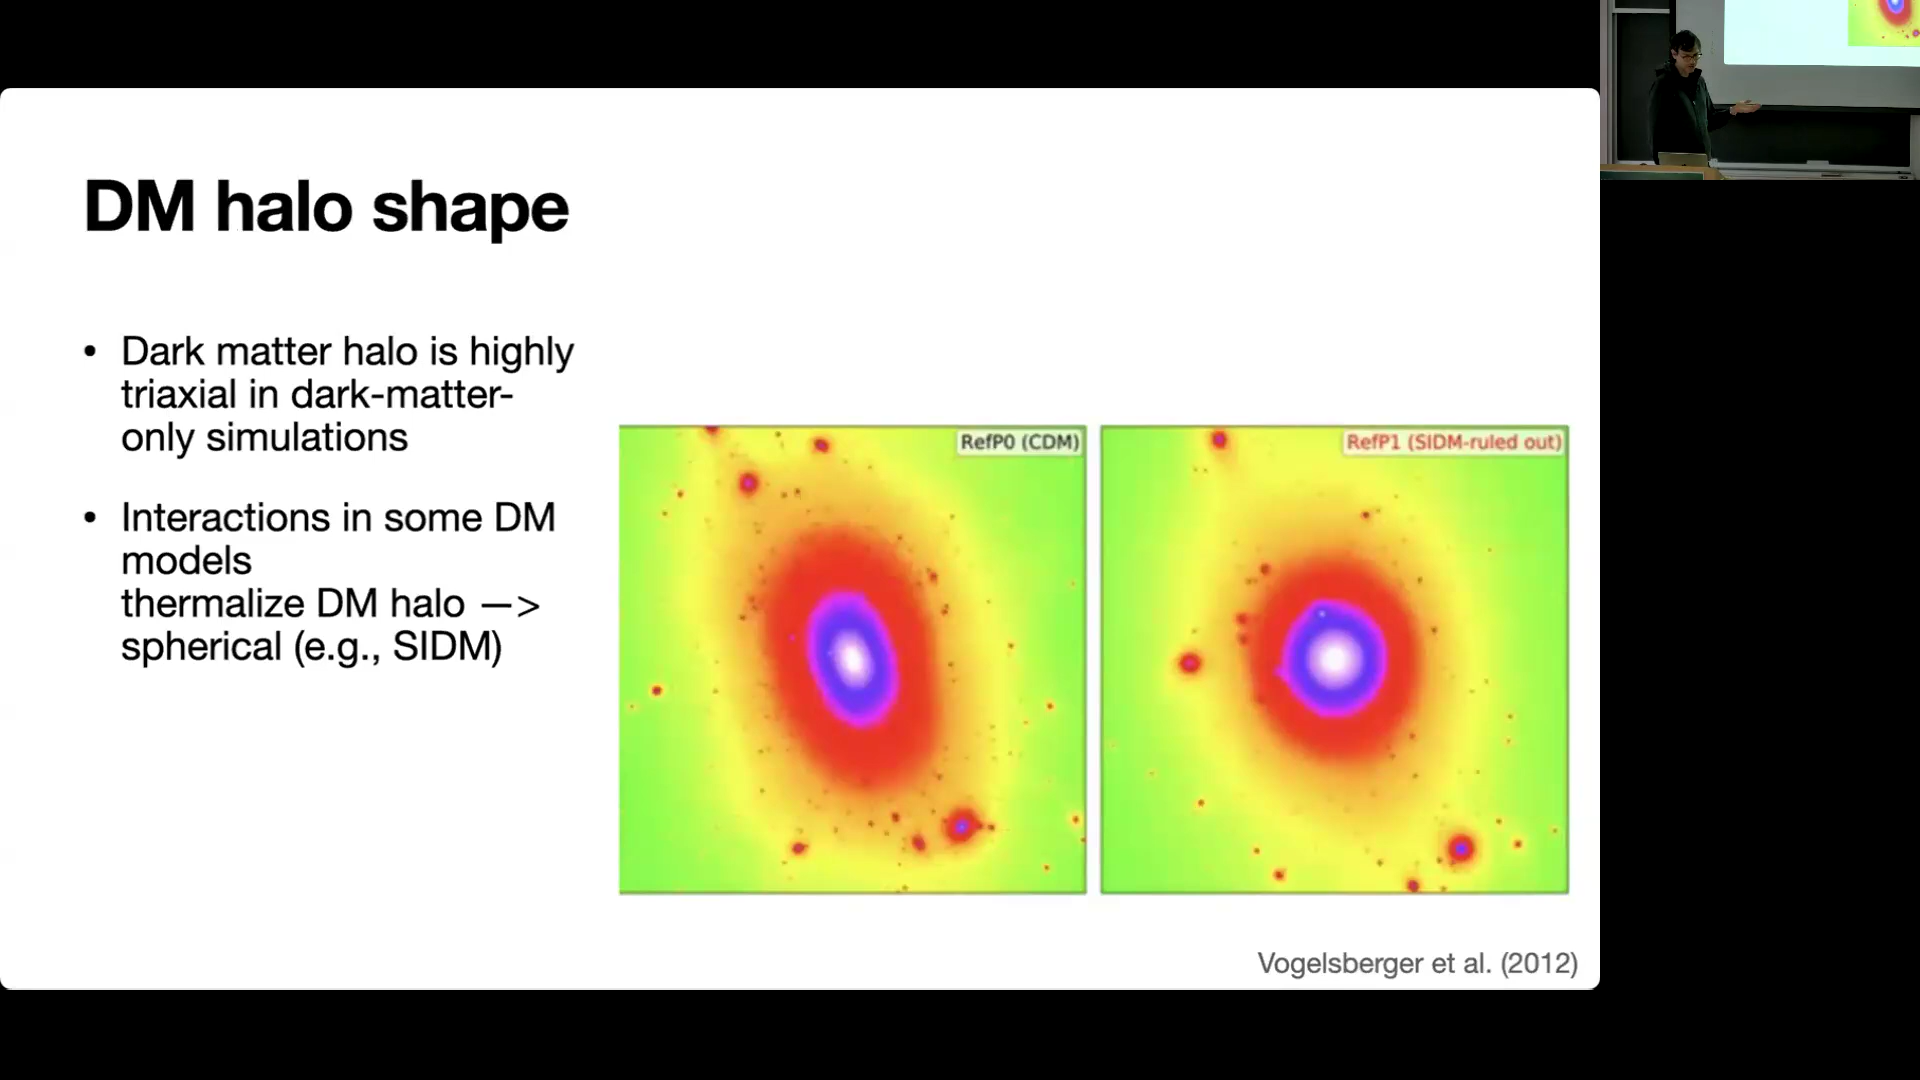 DM halo shape
• Dark matter halo is highly
triaxial in dark-matter-
only simulations
• Interactions in some DM
models
thermalize DM halo —>
spherical (e.g., SIDM)
RefP0 (CDM)
RefP1 (SIDM-ruled out)
Vogelsberger et al. (2012)